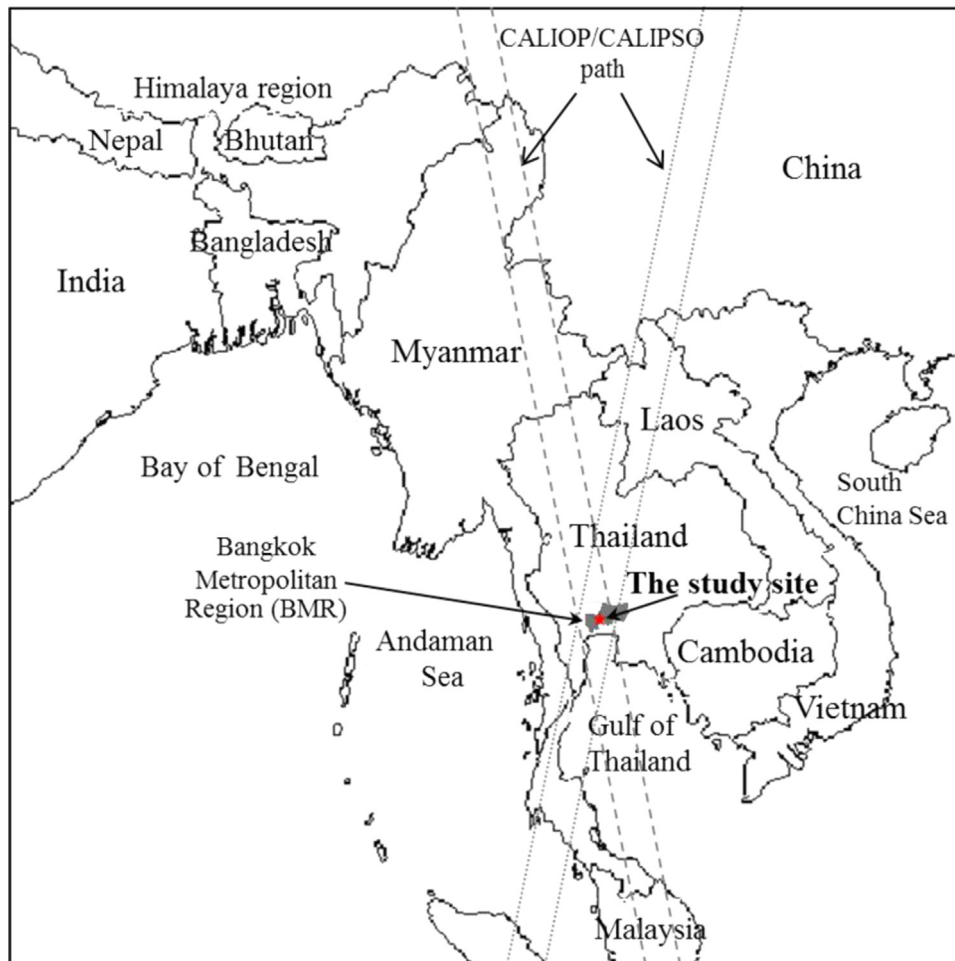 CALIOP/CALIPSO
path
Himalaya region
Nepal
Bhutan
China
Bangladesh
India
Myanmar
Laos
Bay of Bengal
South
China Sea
Thailand
Bangkok
Metropolitan
Region (BMR)
The study site
Andaman
Sea
Cambodia
Vietnam
Gulf of
Thailand
Malaysia